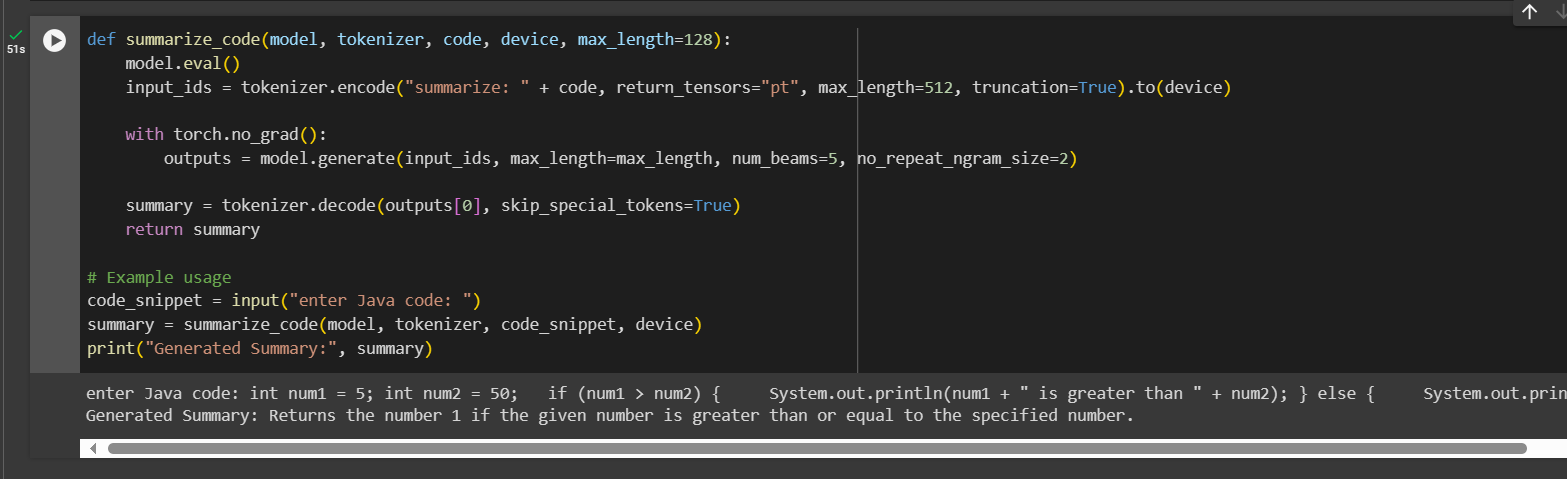 def summarize_code(model, tokenizer, code, device, max_length=128):
    model.eval()
51s
    input_ids = tokenizer.encode("summarize: " + code, return_tensors="pt", max_length=512, truncation=True).to(device)
    with torch.no_grad():
        outputs = model.generate(input_ids, max_length=max_length, num_beams=5, no_repeat_ngram_size=2)
    summary = tokenizer.decode(outputs[0], skip_special_tokens=True)
    return summary
# Example usage
code_snippet = input("enter Java code: ")
summary = summarize_code(model, tokenizer, code_snippet, device)
print("Generated Summary:", summary)
enter Java code: int num1 = 5; int num2 = 50;   if (num1 > num2) {     System.out.println(num1 + " is greater than " + num2); } else {     System.out.prin
Generated Summary: Returns the number 1 if the given number is greater than or equal to the specified number.